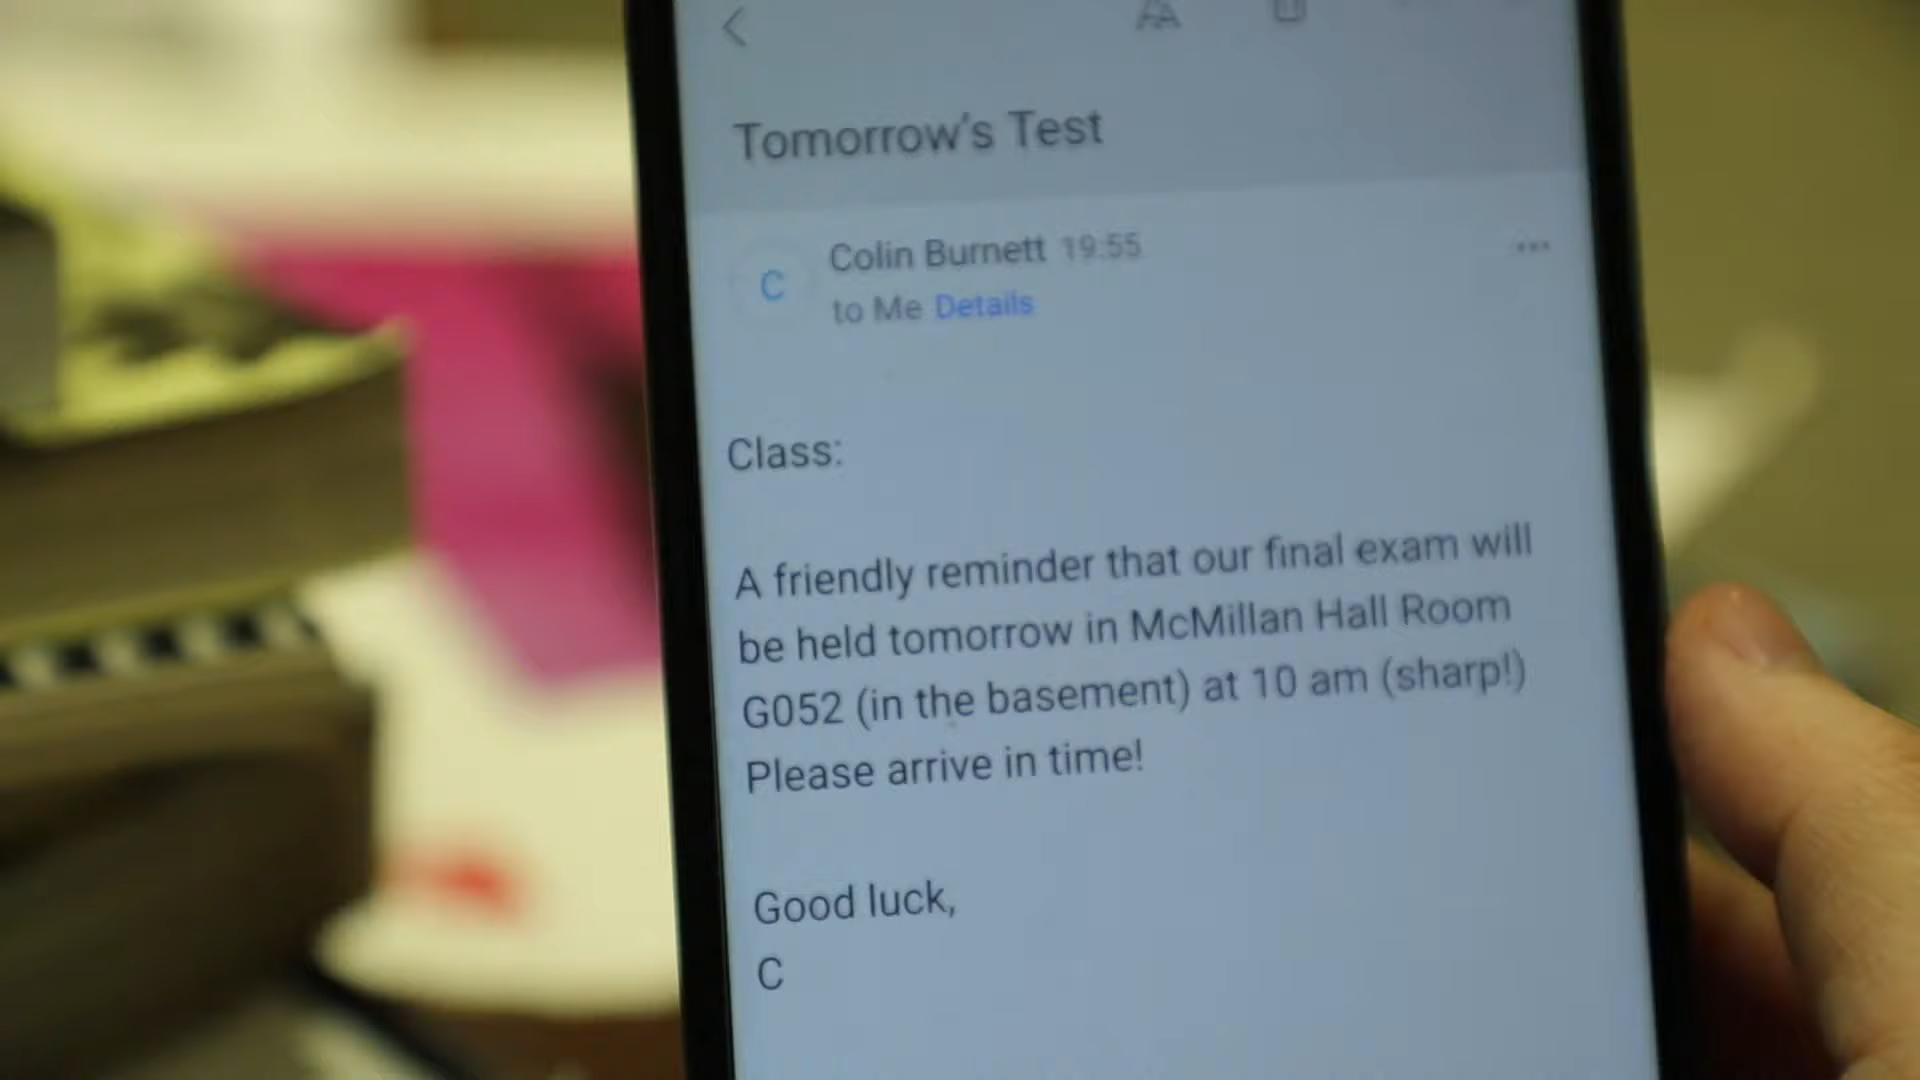 Tomorrow's Test
C
Colin Burnett 19:55
to Me Details
Class:
A friendly reminder that our final exam will
be held tomorrow in McMillan Hall Room
G052 (in the basement) at 10 am (sharp!)
Please arrive in time!
Good luck,
C